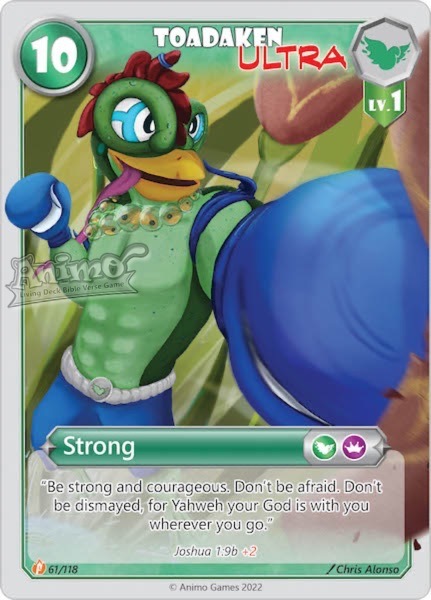 10
TOADAKEN
ULTRA
LV.1
Animo
Living Deck Bible Verse Game
Strong
“Be strong and courageous. Don’t be afraid. Don’t
be dismayed, for Yahweh your God is with you
wherever you go.”
Joshua 1:9b +2
61/118
/ Chris Alonso
© Animo Games 2022